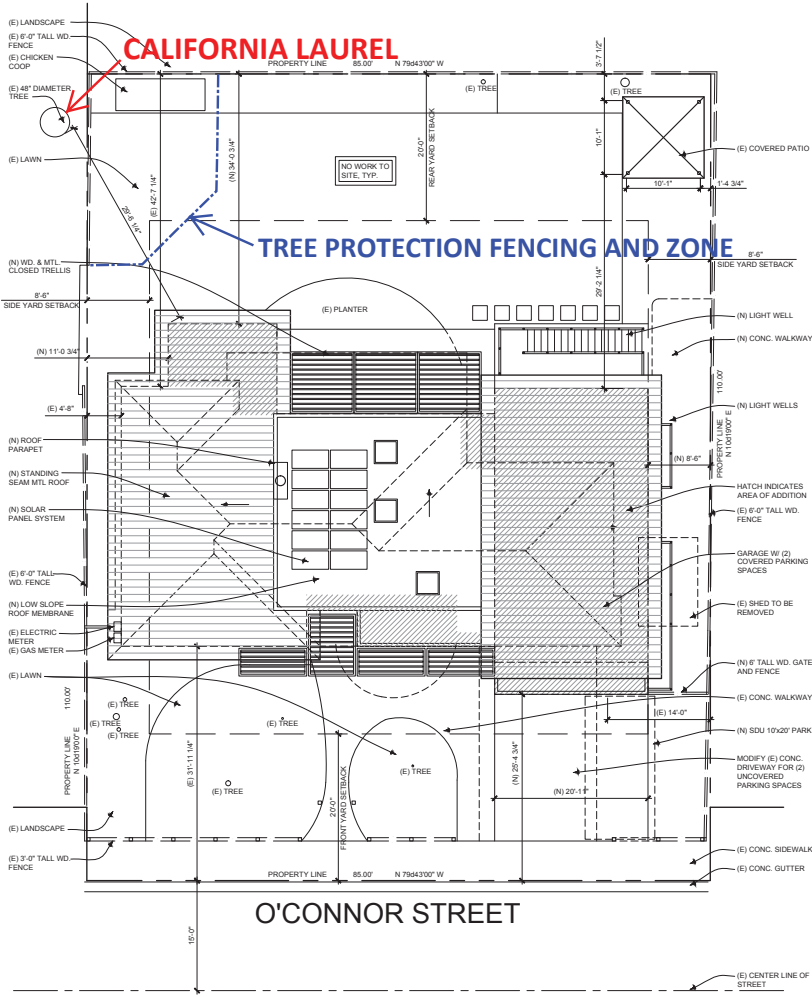 (E) LANDSCAPE
(E) 6'-0" TALL WD.
FENCE
(E) CHICKEN
COOP
(E) 48" DIAMETER
TREE
(E) LAWN
(N) WD. & MTL.
CLOSED TRELLIS
8'-6"
SIDE YARD SETBACK
(N) 11'-0 3/4"
(E) 4'-8"
(N) ROOF
PARAPET
(N) STANDING
SEAM MTL ROOF
(N) SOLAR
PANEL SYSTEM
(E) 6'-0" TALL
WD. FENCE
(N) LOW SLOPE
ROOF MEMBRANE
(E) ELECTRIC
METER
(E) GAS METER
(E) LAWN
110.00'
PROPERTY LINE
N 10d19'00" E
(E) LANDSCAPE
(E) 3'-0" TALL WD.
FENCE
CALIFORNIA LAUREL
PROPERTY LINE 85.00' N 79d43'00" W
3'-7 1/2"
(E) TREE
(E) TREE
NO WORK TO
SITE, TYP.
20'-0"
REAR YARD SETBACK
(N) 34'-0 3/4"
(E) 42'-7 1/4"
29'-6 1/4"
10'-1"
10'-1"
1'-4 3/4"
TREE PROTECTION FENCING AND ZONE
29'-2 1/4"
(E) PLANTER
(E) COVERED PATIO
8'-6"
SIDE YARD SETBACK
(N) LIGHT WELL
(N) CONC. WALKWAY
110.00'
PROPERTY LINE
N 10d19'00" E
(N) LIGHT WELLS
(N) 8'-6"
HATCH INDICATES
AREA OF ADDITION
(E) 6'-0" TALL WD.
FENCE
GARAGE W/ (2)
COVERED PARKING
SPACES
(E) SHED TO BE
REMOVED
(N) 6' TALL WD. GATE
AND FENCE
(E) CONC. WALKWAY
(E) 14'-0"
(N) SDU 10'x20' PARK
MODIFY (E) CONC.
DRIVEWAY FOR (2)
UNCOVERED
PARKING SPACES
(E) CONC. SIDEWALK
(E) CONC. GUTTER
(E) CENTER LINE OF
STREET
(E) TREE
(E) TREE
(E) TREE
(E) TREE
(E) TREE
(E) TREE
(E) 31'-11 1/4"
20'-0"
FRONT YARD SETBACK
(N) 25'-4 3/4"
(N) 20'-11"
PROPERTY LINE 85.00' N 79d43'00" W
O'CONNOR STREET
15'-0"